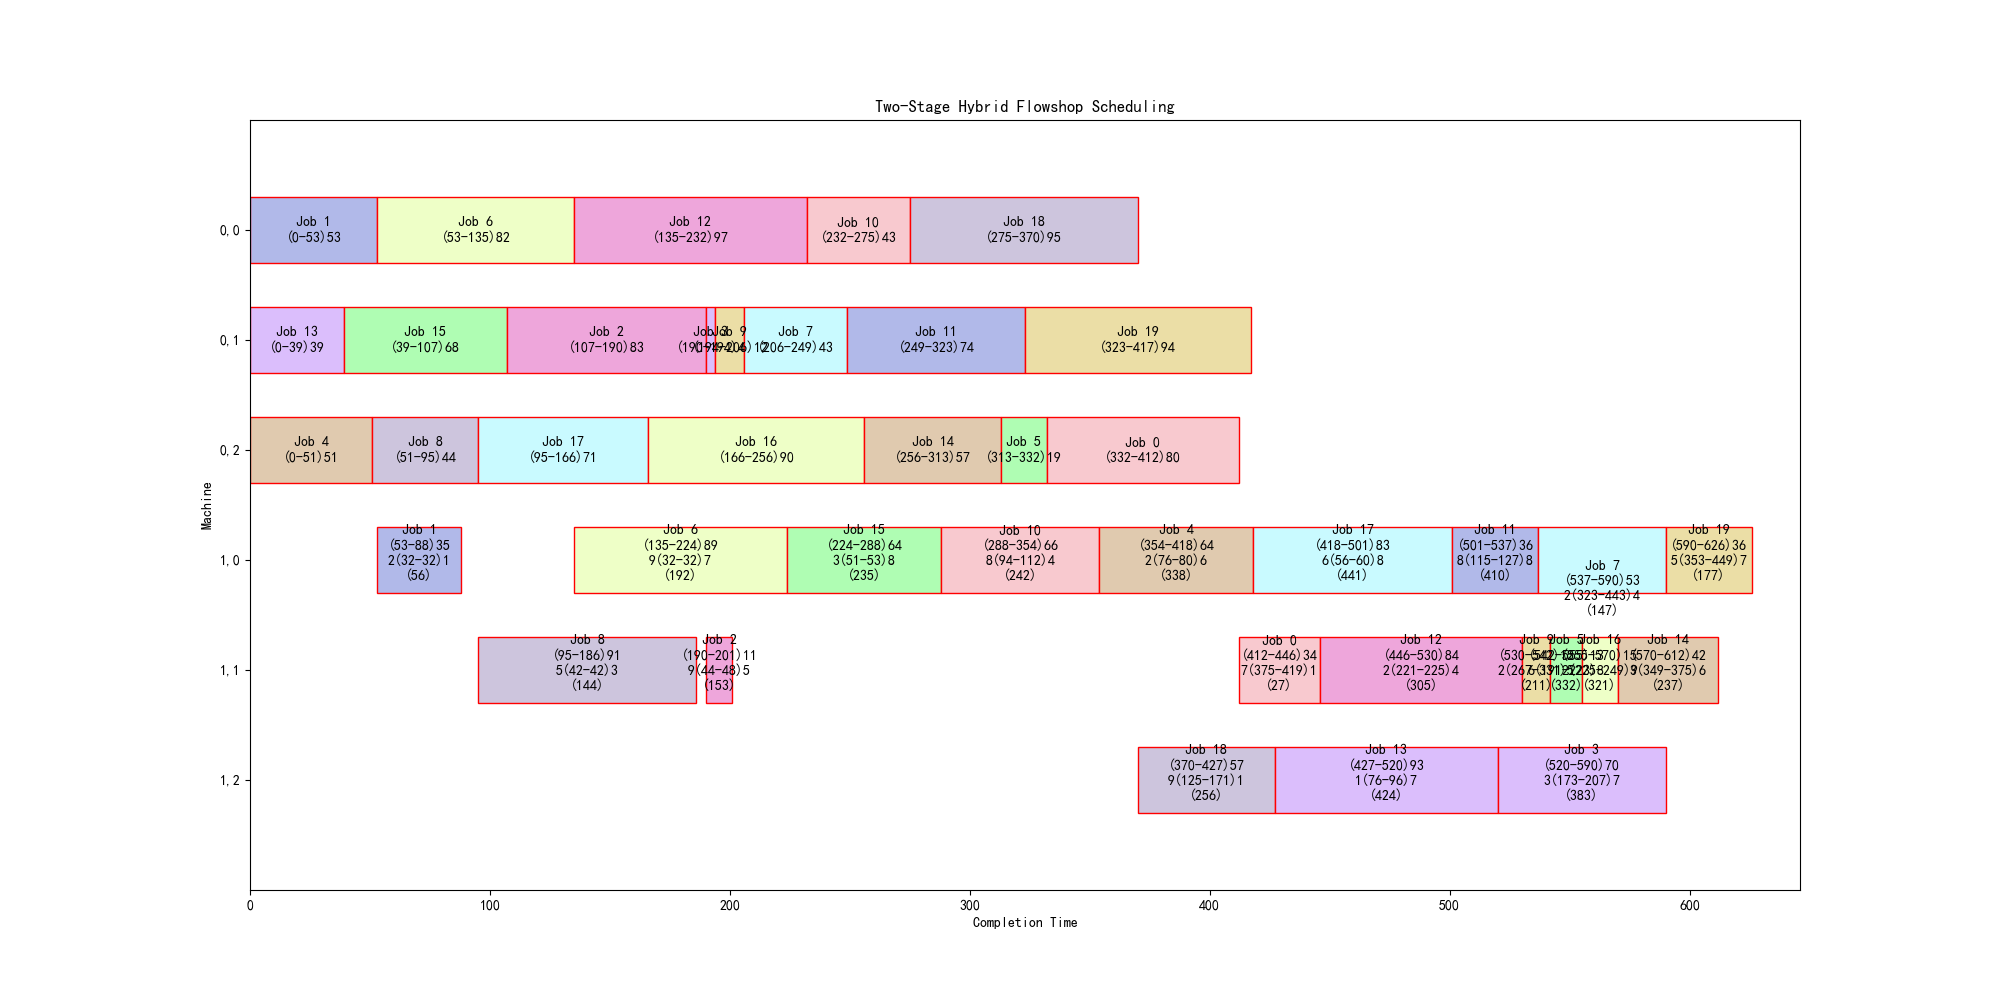 Two-Stage Hybrid Flowshop Scheduling
0,0
Job 1
(0-53)53
Job 6
(53-135)82
Job 12
(135-232)97
Job 10
(232-275)43
Job 18
(275-370)95
0,1
Job 13
(0-39)39
Job 15
(39-107)68
Job 2
(107-190)83
Job 3
Job 9
Job 7
(206-249)43
Job 11
(249-323)74
Job 19
(323-417)94
0,2
Job 4
(0-51)51
Job 8
(51-95)44
Job 17
(95-166)71
Job 16
(166-256)90
Job 14
(256-313)57
Job 5
(313-332)19
Job 0
(332-412)80
Machine
1,0
Job 1
(53-88)35
2(32-32)1
(56)
Job 6
(135-224)89
9(32-32)7
(192)
Job 15
(224-288)64
3(51-53)8
(235)
Job 10
(288-354)66
8(94-112)4
(242)
Job 4
(354-418)64
2(76-80)6
(338)
Job 17
(418-501)83
6(56-60)8
(441)
Job 11
(501-537)36
8(115-127)8
(410)
Job 7
(537-590)53
2(323-443)4
(147)
Job 19
(590-626)36
5(353-449)7
(177)
1,1
Job 8
(95-186)91
5(42-42)3
(144)
Job 2
(190-201)11
9(44-48)5
(153)
Job 0
(412-446)34
7(375-419)1
(27)
Job 12
(446-530)84
2(221-225)4
(305)
Job 9
(211)
Job 5
(332)
Job 16
(321)
Job 14
(570-612)42
9(349-375)6
(237)
1,2
Job 18
(370-427)57
9(125-171)1
(256)
Job 13
(427-520)93
1(76-96)7
(424)
Job 3
(520-590)70
3(173-207)7
(383)
0
100
200
300
400
500
600
Completion Time